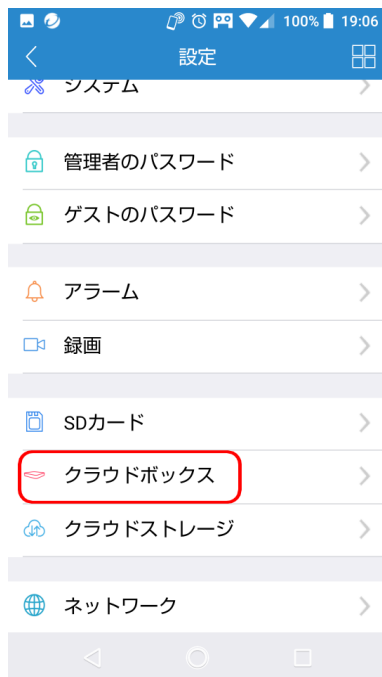 100% 19:06
設定
システム
管理者のパスワード
ゲストのパスワード
アラーム
録画
SDカード
クラウドボックス
クラウドストレージ
ネットワーク